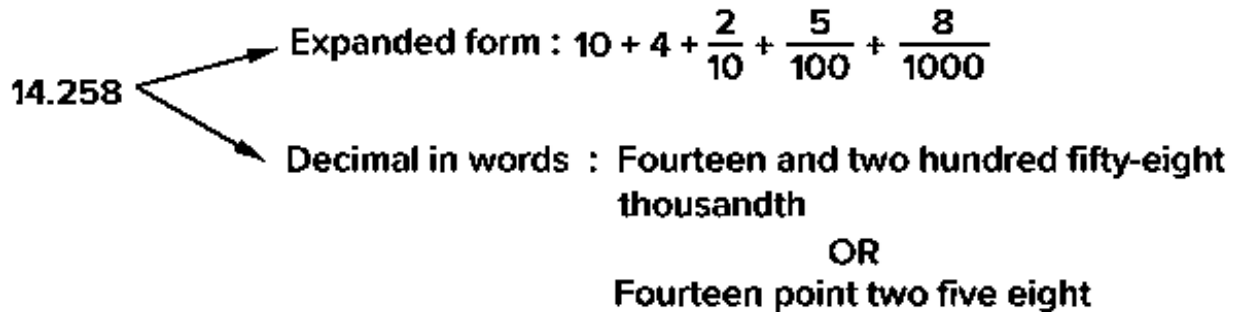 Expanded form : 10 + 4 + 2/10 + 5/100 + 8/1000
14.258
Decimal in words : Fourteen and two hundred fifty-eight
thousandth
OR
Fourteen point two five eight